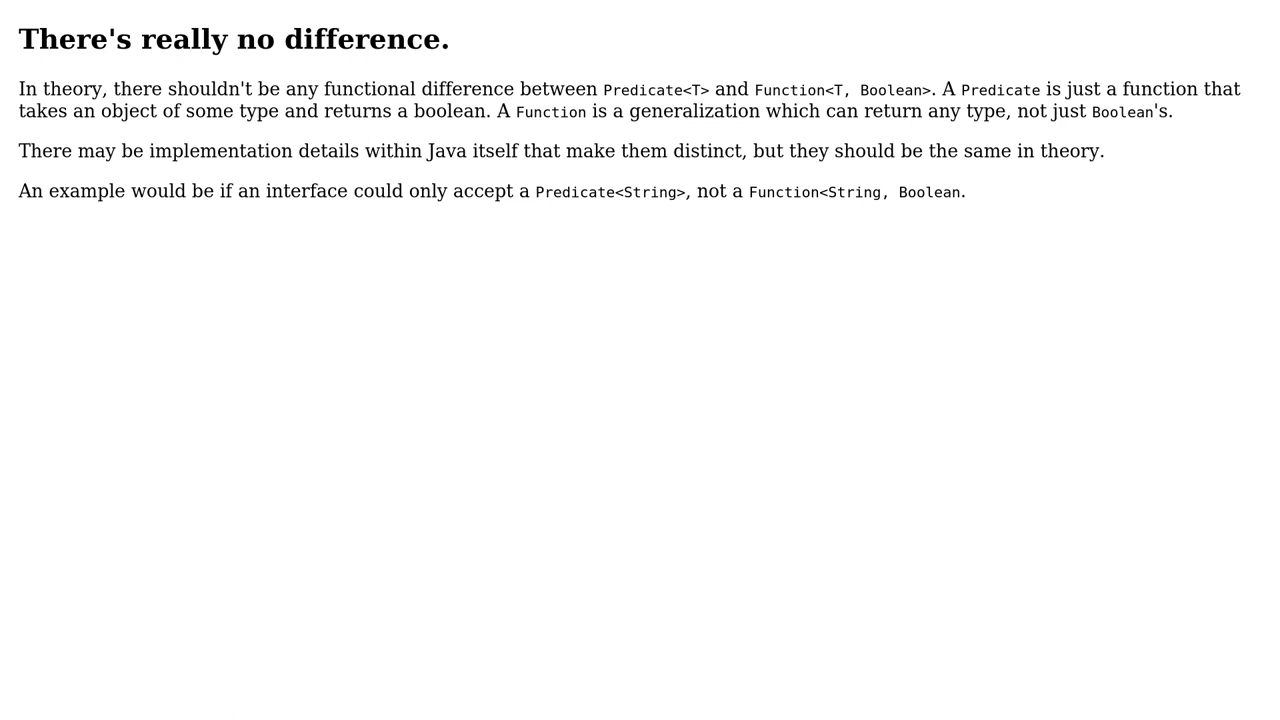 There's really no difference.
In theory, there shouldn't be any functional difference between Predicate<T> and Function<T, Boolean>. A Predicate is just a function that
takes an object of some type and returns a boolean. A Function is a generalization which can return any type, not just Boolean's.
There may be implementation details within Java itself that make them distinct, but they should be the same in theory.
An example would be if an interface could only accept a Predicate<String>, not a Function<String, Boolean.